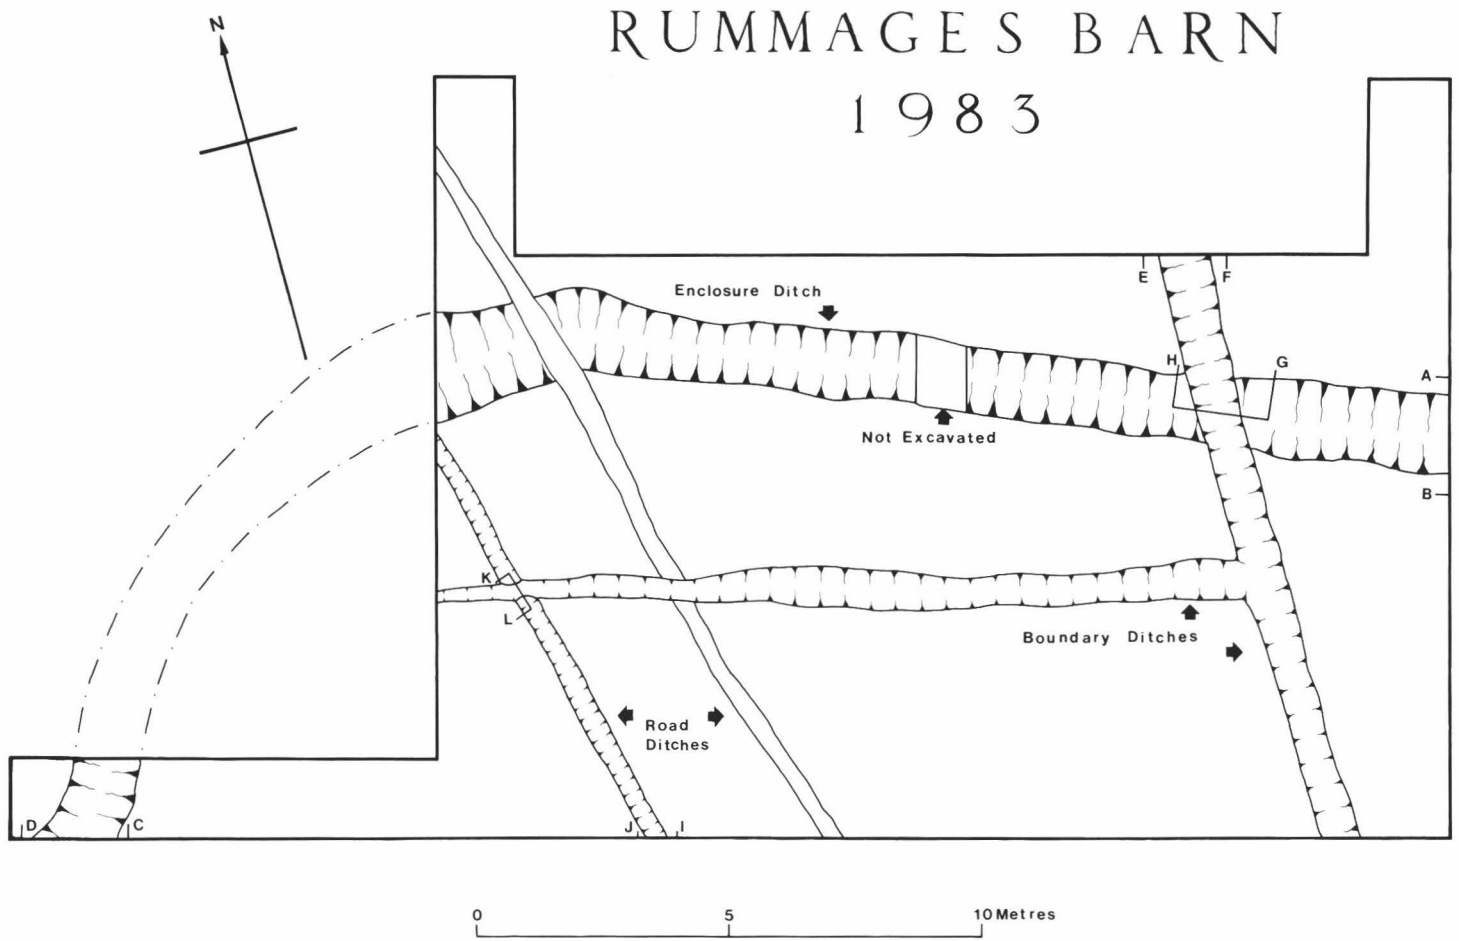 RUMMAGES BARN
1983
N
E F
Enclosure Ditch
H G
A
Not Excavated
B
K
L
Boundary Ditches
Road
Ditches
D C J I
0 5 10 Metres